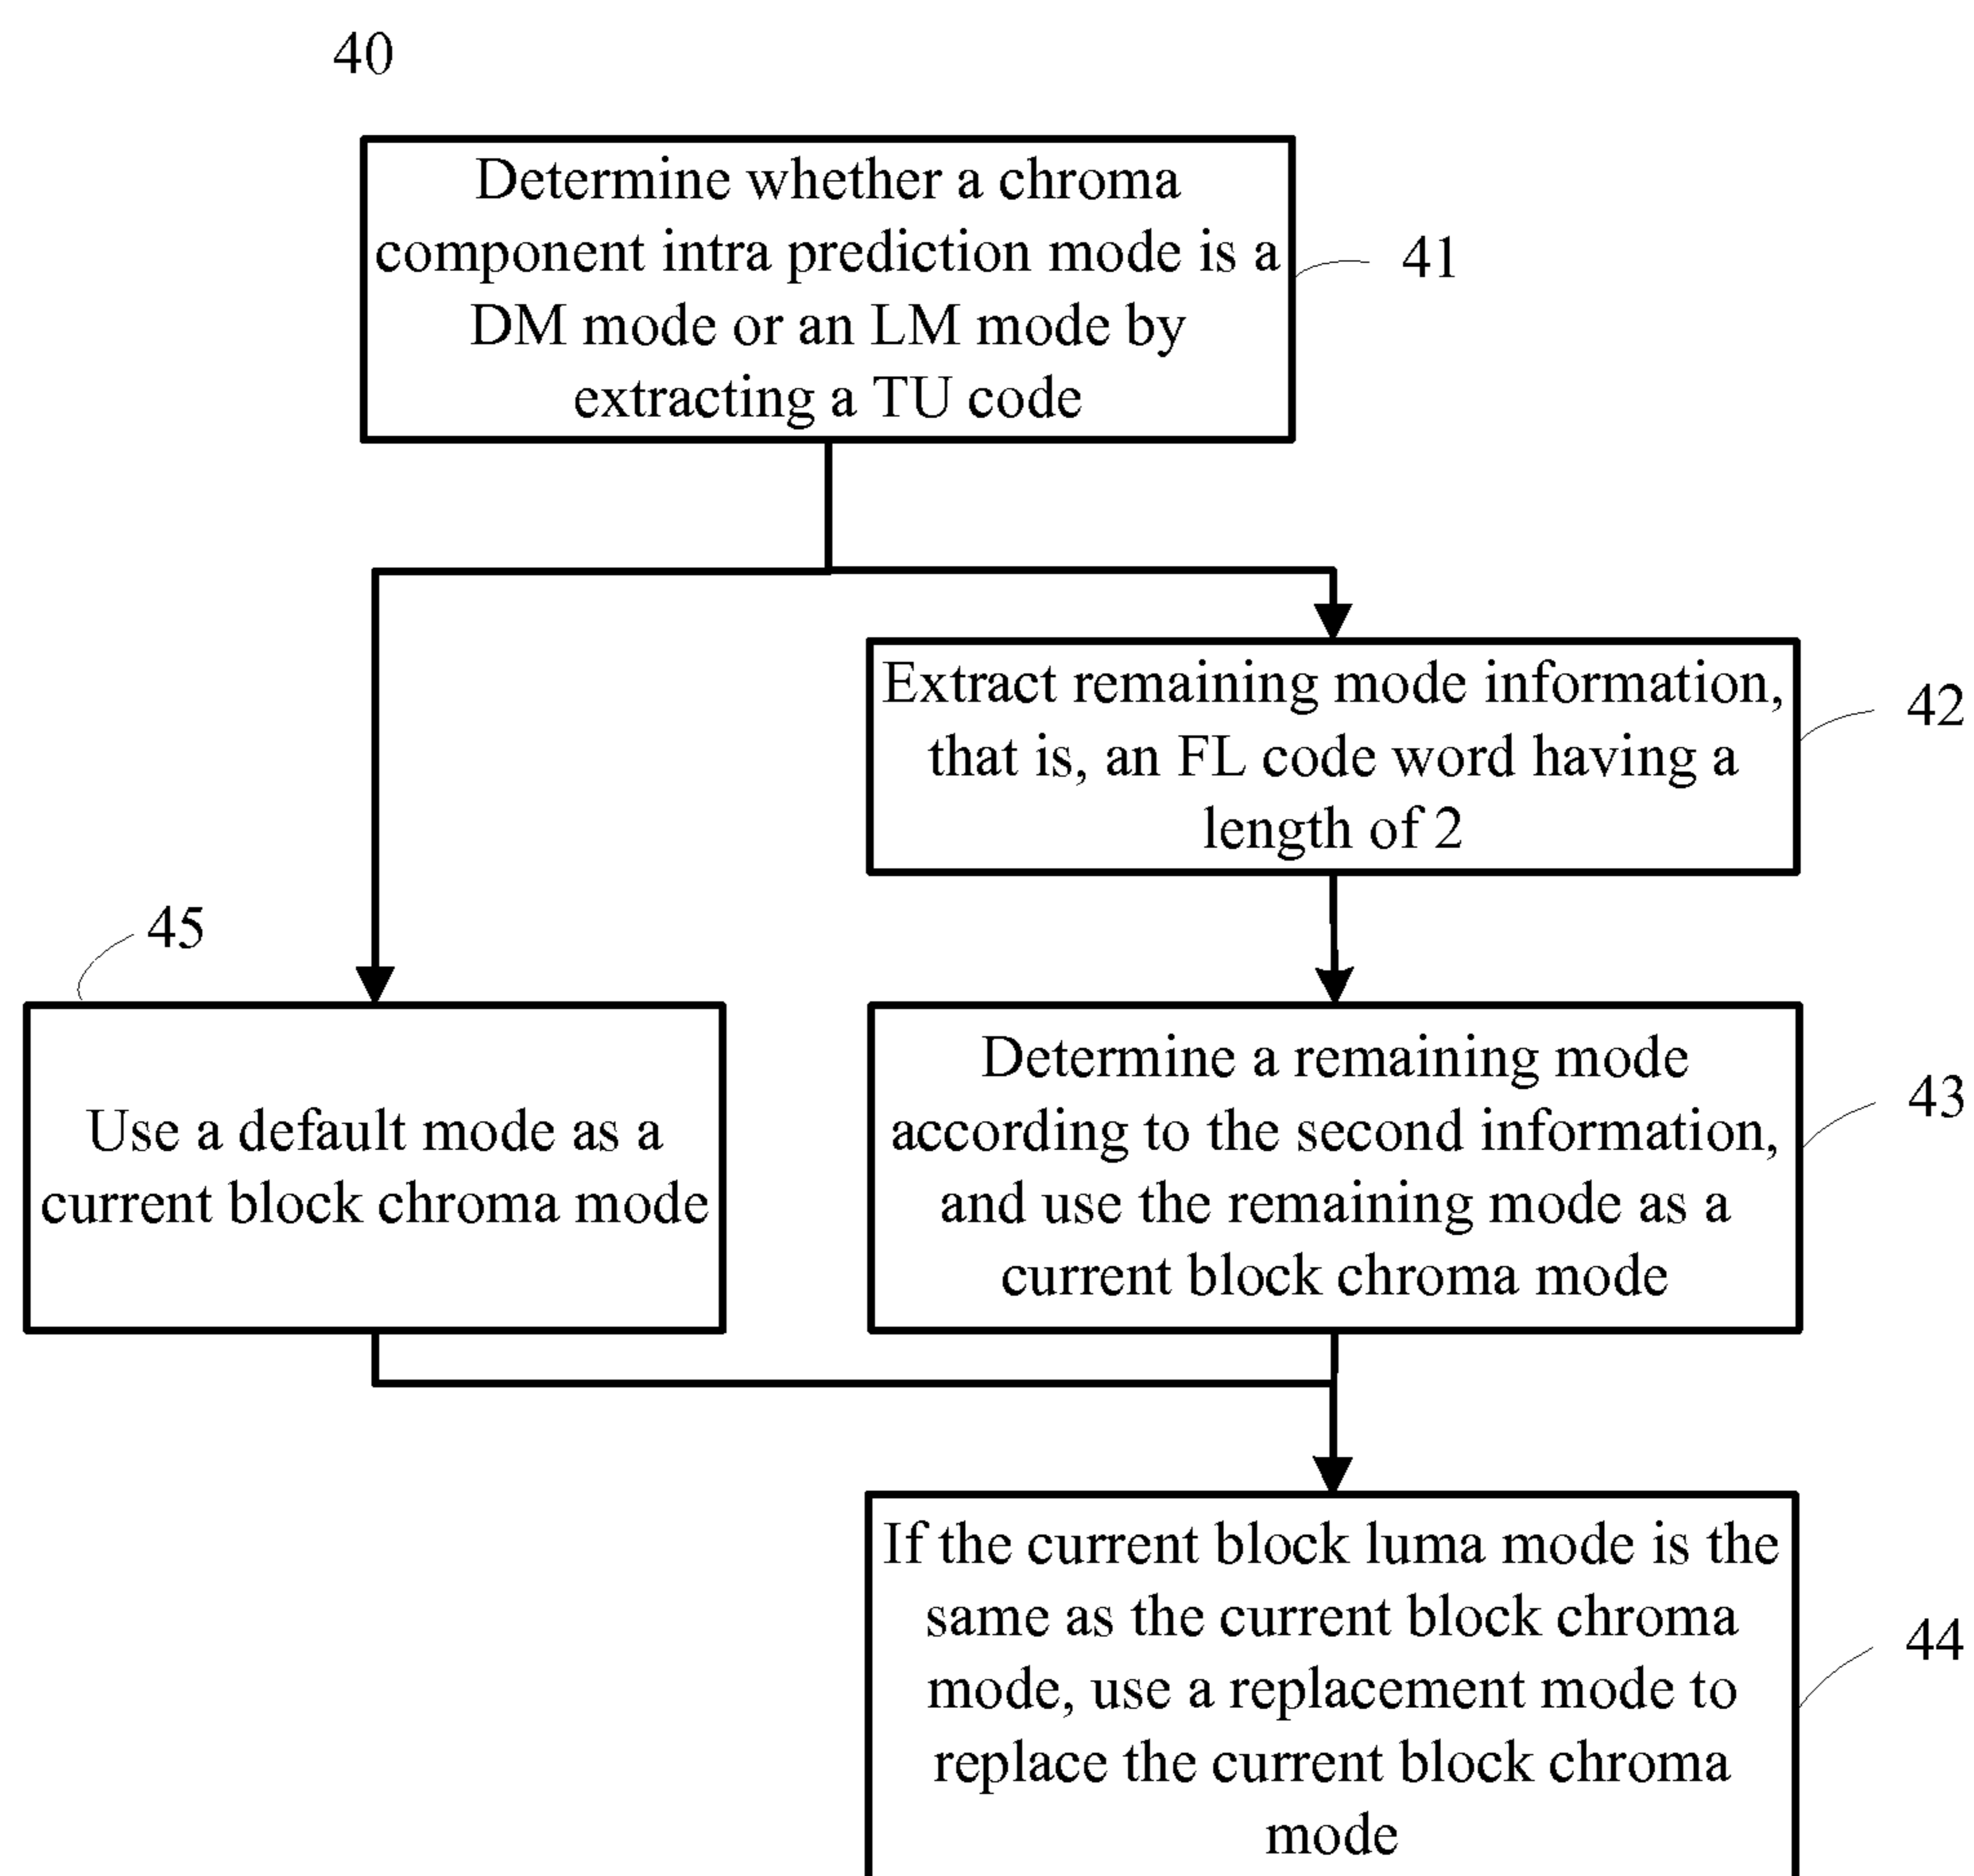 40
Determine whether a chroma
component intra prediction mode is a
DM mode or an LM mode by
extracting a TU code
41
Extract remaining mode information,
that is, an FL code word having a
length of 2
42
45
Use a default mode as a
current block chroma mode
Determine a remaining mode
according to the second information,
and use the remaining mode as a
current block chroma mode
43
If the current block luma mode is the
same as the current block chroma
mode, use a replacement mode to
replace the current block chroma
mode
44